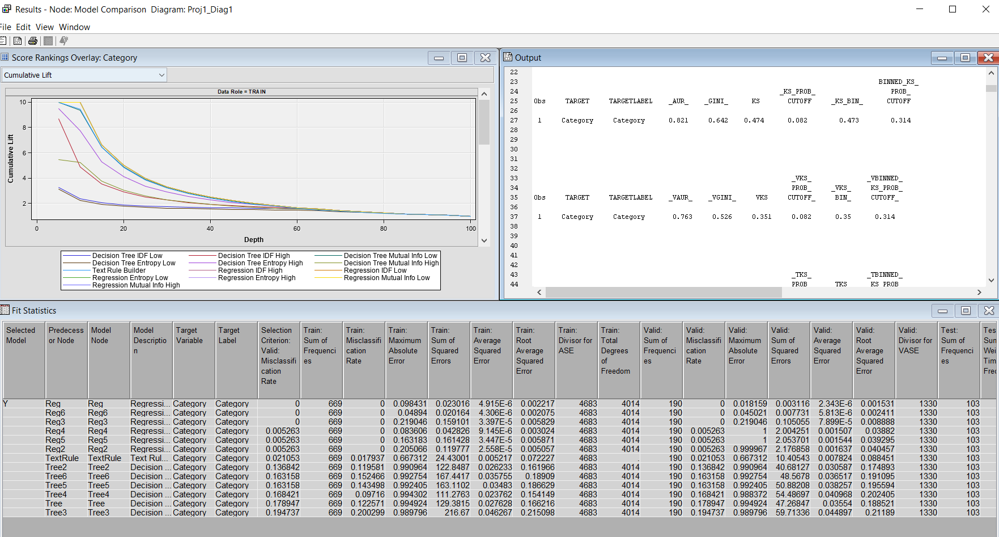 Results - Node: Model Comparison  Diagram: Proj1_Diag1
File Edit View Window
Score Rankings Overlay: Category
Cumulative Lift
Data Role = TRAIN
Cumulative Lift
10
8
6
4
2
0 20 40 60 80 100
Depth
Decision Tree IDF Low Decision Tree IDF High Decision Tree Mutual Info Low
Decision Tree Entropy Low Decision Tree Entropy High Decision Tree Mutual Info High
Text Rule Builder Regression IDF High Regression IDF Low
Regression Entropy Low Regression Entropy High Regression Mutual Info Low
Regression Mutual Info High
Output
22
23 BINNED_KS_
24 _KS_PROB_ PROB_
25 Obs TARGET TARGETLABEL _AUR_ _GINI_ KS CUTOFF _KS_BIN_ CUTOFF
26
27 1 Category Category 0.821 0.642 0.474 0.082 0.473 0.314
28
29
30
31
32
33 _VKS_ _VBINNED_
34 PROB_ _VKS_ KS_PROB_
35 Obs TARGET TARGETLABEL _VAUR_ _VGINI_ VKS CUTOFF_ BIN_ CUTOFF_
36
37 1 Category Category 0.763 0.526 0.351 0.082 0.35 0.314
38
39
40
41
42
43 _TKS_ _TBINNED_
44 PROB TKS KS PROB
Fit Statistics
Selected Model Predecessor Node Model Node Model Description Target Variable Target Label Selection Criterion: Valid: Misclassification Rate Train: Sum of Frequencies Train: Misclassification Rate Train: Maximum Absolute Error Train: Sum of Squared Errors Train: Average Squared Error Train: Root Average Squared Error Train: Divisor for ASE Train: Total Degrees of Freedom Valid: Sum of Frequencies Valid: Misclassification Rate Valid: Maximum Absolute Error Valid: Sum of Squared Errors Valid: Average Squared Error Valid: Root Average Squared Error Valid: Divisor for VASE Test: Sum of Frequencies Tes Sum Wei Tim Fre
Y Reg Reg Regressi... Category Category 0 669 0 0.098431 0.023016 4.915E-6 0.002217 4683 4014 190 0 0.018159 0.003116 2.343E-6 0.001531 1330 103
Reg6 Reg6 Regressi... Category Category 0 669 0 0.04894 0.020164 4.306E-6 0.002075 4683 4014 190 0 0.045021 0.007731 5.813E-6 0.002411 1330 103
Reg3 Reg3 Regressi... Category Category 0 669 0 0.219046 0.159101 3.397E-5 0.005829 4683 4014 190 0 0.219046 0.105055 7.899E-5 0.008888 1330 103
Reg4 Reg4 Regressi... Category Category 0.005263 669 0 0.083606 0.042826 9.145E-6 0.003024 4683 4014 190 0.005263 1 2.004251 0.001507 0.03882 1330 103
Reg5 Reg5 Regressi... Category Category 0.005263 669 0 0.163183 0.161428 3.447E-5 0.005871 4683 4014 190 0.005263 1 2.053701 0.001544 0.039295 1330 103
Reg2 Reg2 Regressi... Category Category 0.005263 669 0 0.205066 0.119777 2.558E-5 0.005057 4683 4014 190 0.005263 0.999967 2.176858 0.001637 0.040457 1330 103
TextRule TextRule Text Rul... Category Category 0.021053 669 0.017937 0.667312 24.43001 0.005217 0.072227 4683 . 190 0.021053 0.667312 10.40543 0.007824 0.088451 1330 103
Tree2 Tree2 Decision ... Category Category 0.136842 669 0.119581 0.990964 122.8487 0.026233 0.161966 4683 4014 190 0.136842 0.990964 40.68127 0.030587 0.174893 1330 103
Tree6 Tree6 Decision ... Category Category 0.163158 669 0.152466 0.992754 167.4417 0.035755 0.18909 4683 4014 190 0.163158 0.992754 48.5678 0.036517 0.191095 1330 103
Tree5 Tree5 Decision ... Category Category 0.163158 669 0.143498 0.992405 163.1102 0.03483 0.186629 4683 4014 190 0.163158 0.992405 50.88208 0.038257 0.195594 1330 103
Tree4 Tree4 Decision ... Category Category 0.168421 669 0.09716 0.994302 111.2763 0.023762 0.154149 4683 4014 190 0.168421 0.988372 54.48697 0.040968 0.202405 1330 103
Tree Tree Decision ... Category Category 0.178947 669 0.122571 0.994924 129.3815 0.027628 0.166216 4683 4014 190 0.178947 0.994924 47.26847 0.03554 0.188521 1330 103
Tree3 Tree3 Decision ... Category Category 0.194737 669 0.200299 0.989796 216.67 0.046267 0.215098 4683 4014 190 0.194737 0.989796 59.71336 0.044897 0.21189 1330 103